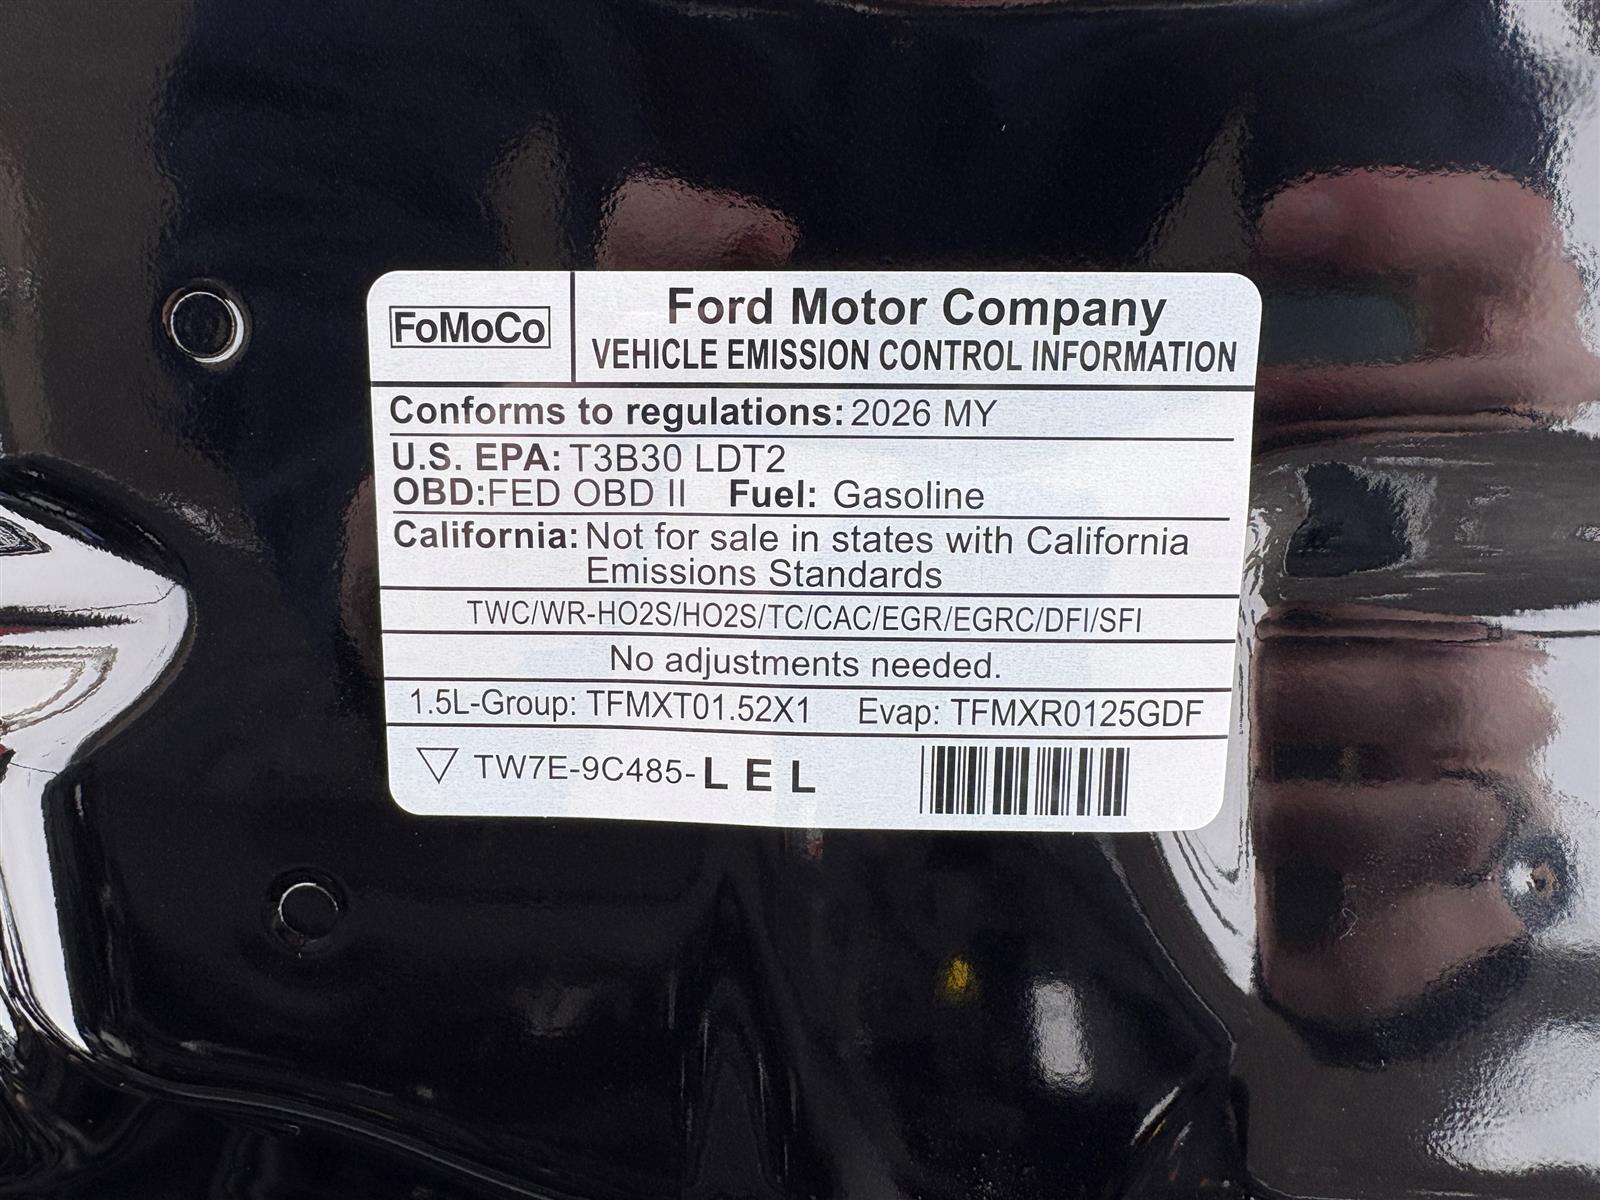 FoMoCo
Ford Motor Company
VEHICLE EMISSION CONTROL INFORMATION
Conforms to regulations: 2026 MY
U.S. EPA: T3B30 LDT2
OBD:FED OBD II Fuel: Gasoline
California: Not for sale in states with California
Emissions Standards
TWC/WR-HO2S/HO2S/TC/CAC/EGR/EGRC/DFI/SFI
No adjustments needed.
1.5L-Group: TFMXT01.52X1 Evap: TFMXR0125GDF
TW7E-9C485-LEL